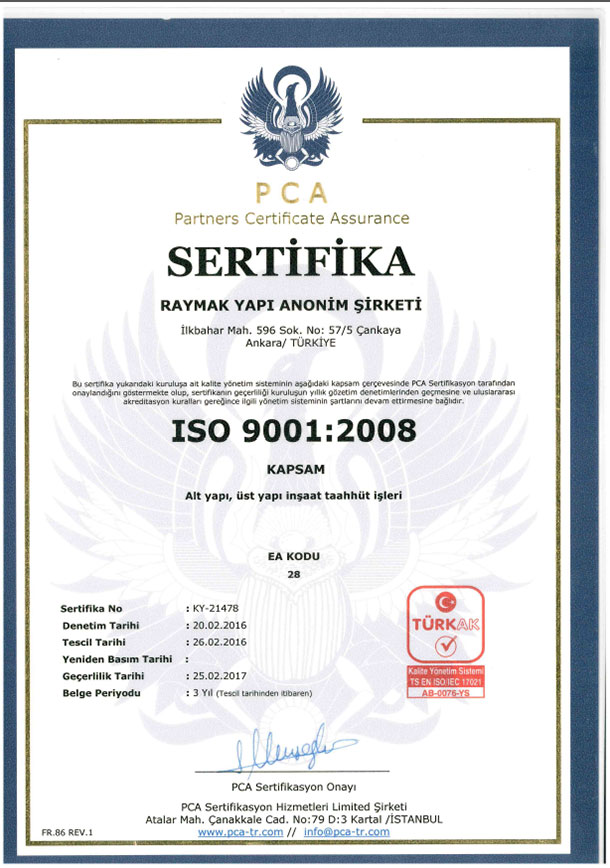 PCA
Partners Certificate Assurance
SERTİFİKA
RAYMAK YAPI ANONİM ŞİRKETİ
İlkbahar Mah. 596 Sok. No: 57/5 Çankaya
Ankara/ TÜRKİYE
Bu sertifika yukarıdaki kuruluşa ait kalite yönetim sisteminin aşağıdaki kapsam çerçevesinde PCA Sertifikasyon tarafından
onaylandığını göstermekte olup, sertifikanın geçerliliği kuruluşun yıllık gözetim denetimlerinden geçmesine ve uluslararası
akreditasyon kuralları gereğince ilgili yönetim sisteminin şartlarını devam ettirmesine bağlıdır.
ISO 9001:2008
KAPSAM
Alt yapı, üst yapı inşaat taahhüt işleri
EA KODU
28
Sertifika No : KY-21478
Denetim Tarihi : 20.02.2016
Tescil Tarihi : 26.02.2016
Yeniden Basım Tarihi :
Geçerlilik Tarihi : 25.02.2017
Belge Periyodu : 3 Yıl (Tescil tarihinden itibaren)
TÜRKAK
Kalite Yönetim Sistemi
TS EN ISO/IEC 17021
AB-0076-YS
PCA Sertifikasyon Onayı
PCA Sertifikasyon Hizmetleri Limited Şirketi
Atalar Mah. Çanakkale Cad. No:79 D:3 Kartal /İSTANBUL
www.pca-tr.com // info@pca-tr.com
FR.86 REV.1